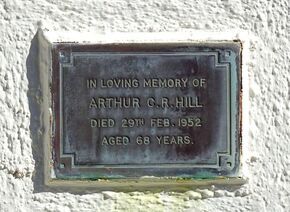 IN LOVING MEMORY OF
ARTHUR C.R. HILL
DIED 29TH FEB. 1952
AGED 68 YEARS.